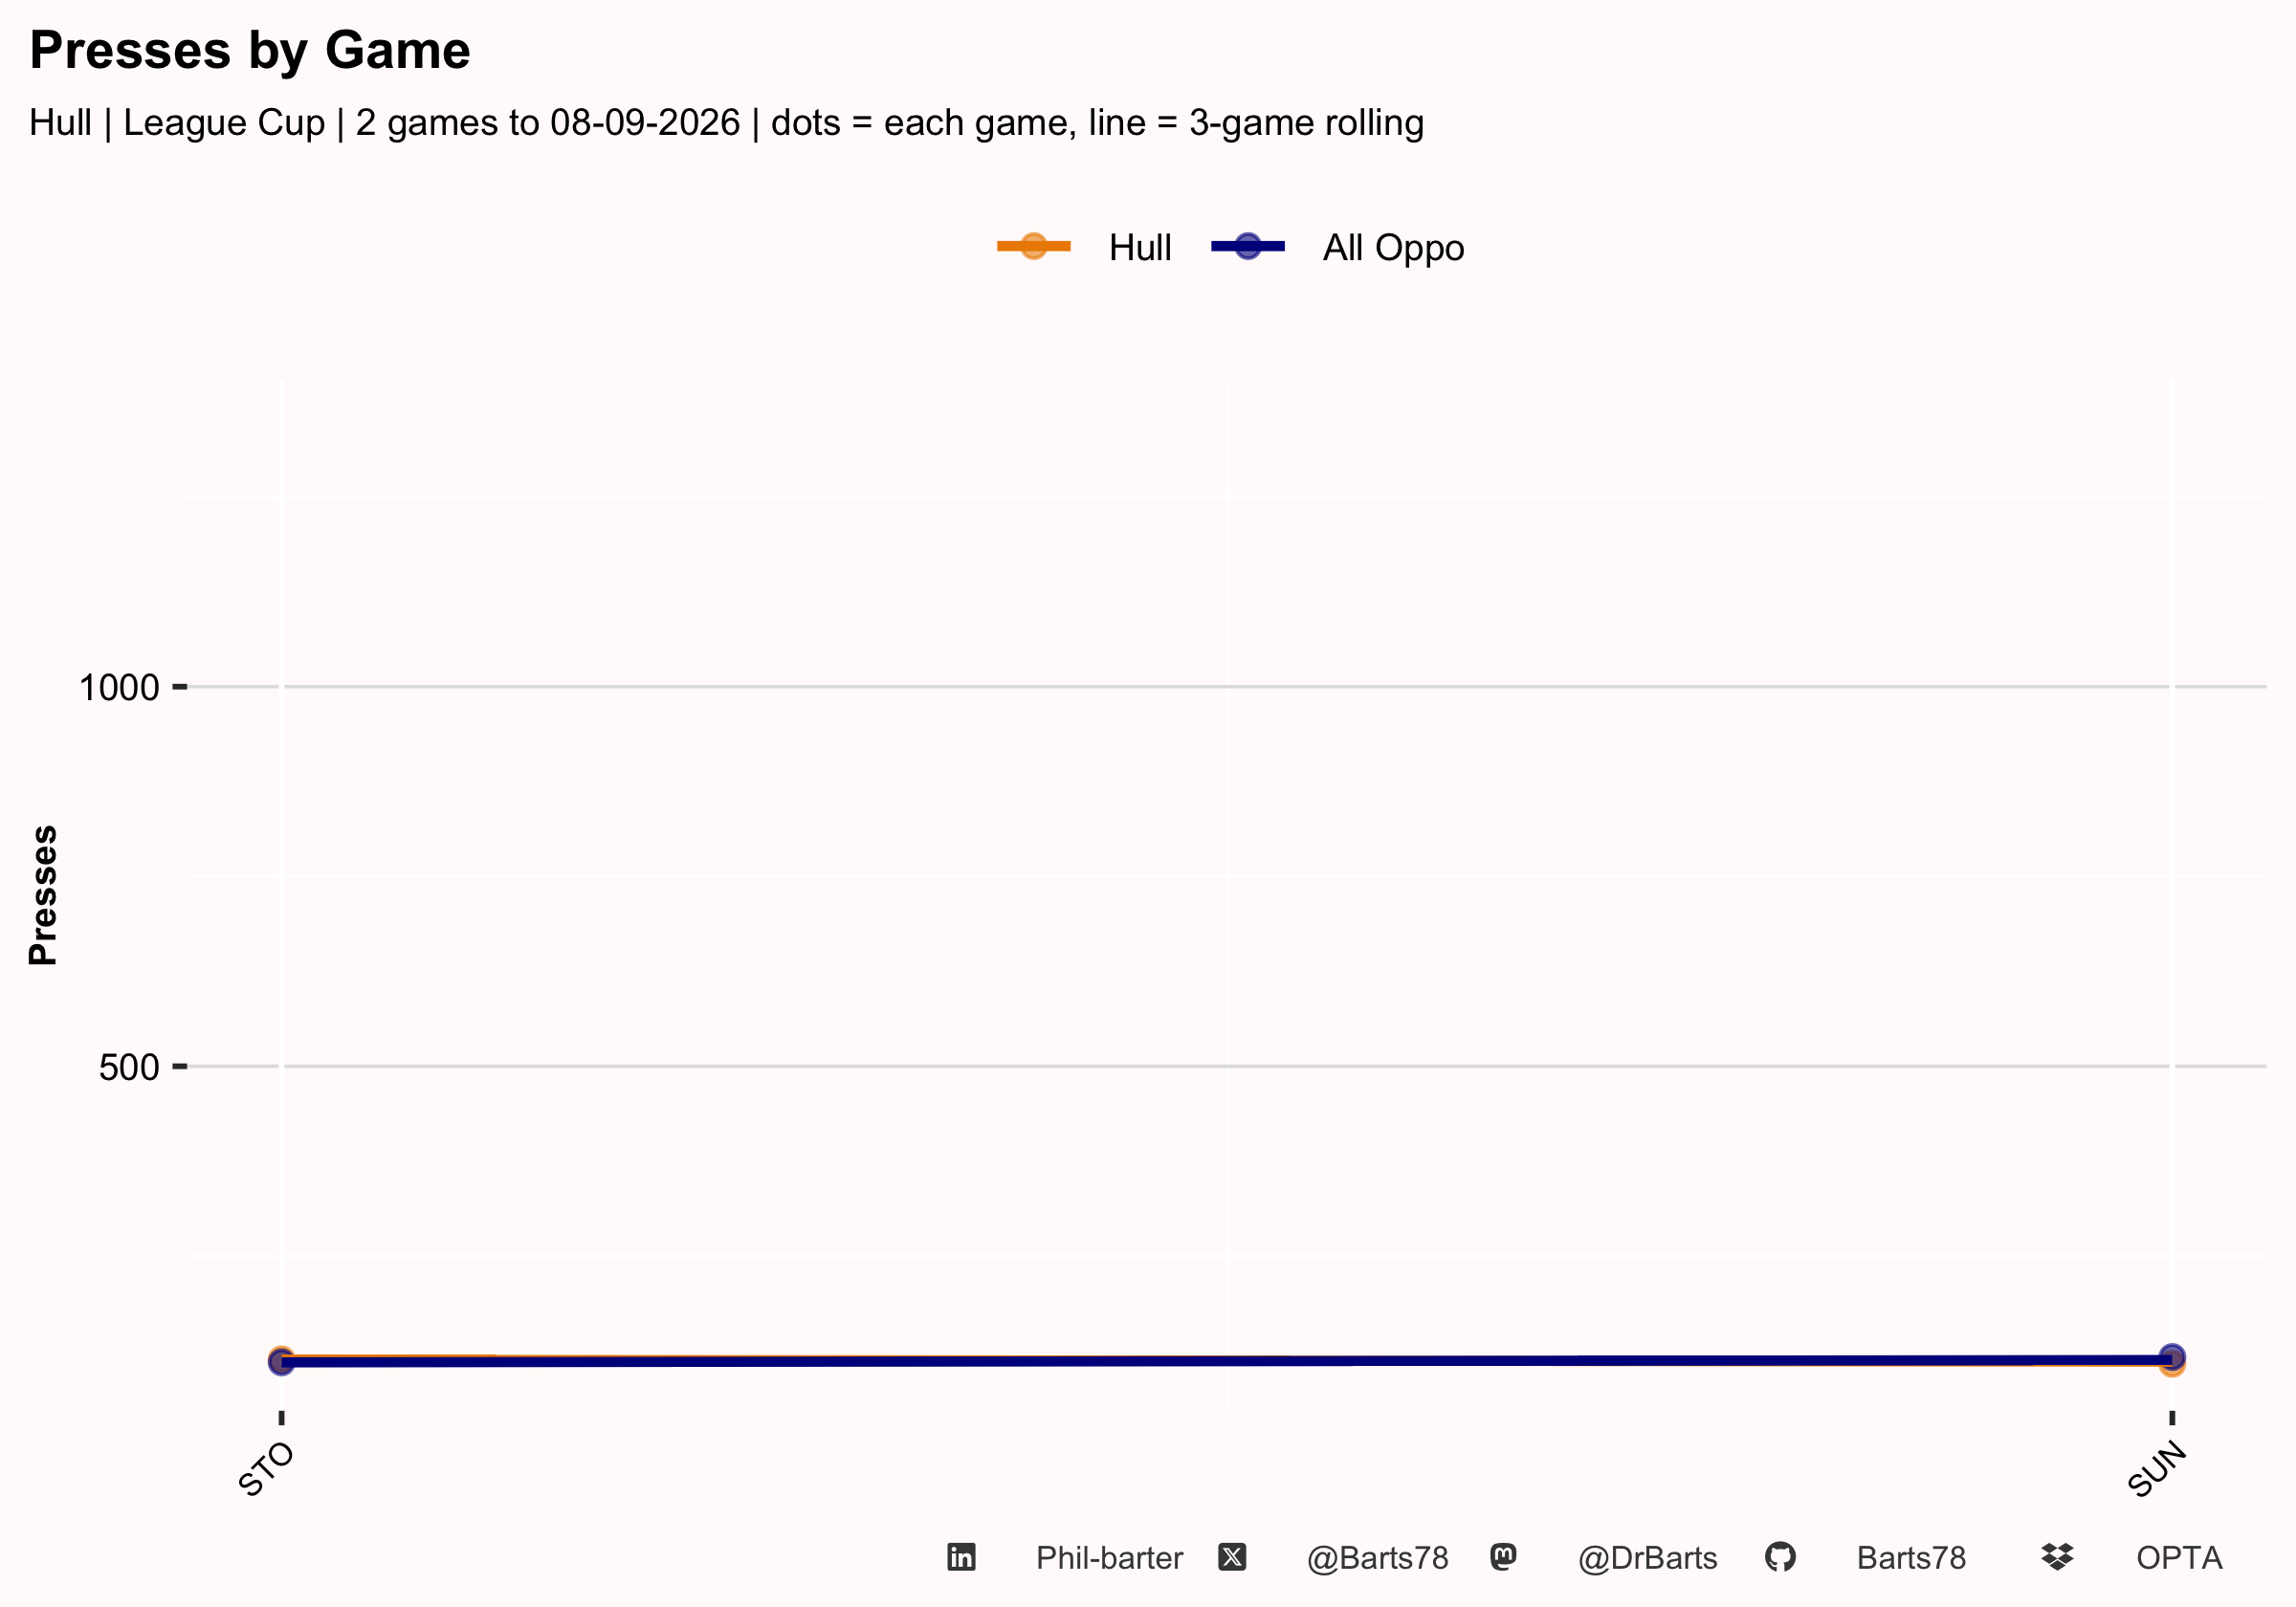 Presses by Game
Hull | League Cup | 2 games to 08-09-2026 | dots = each game, line = 3-game rolling
Hull
All Oppo
1000
500
Presses
STO
SUN
Phil-barter @Barts78 @DrBarts Barts78 OPTA